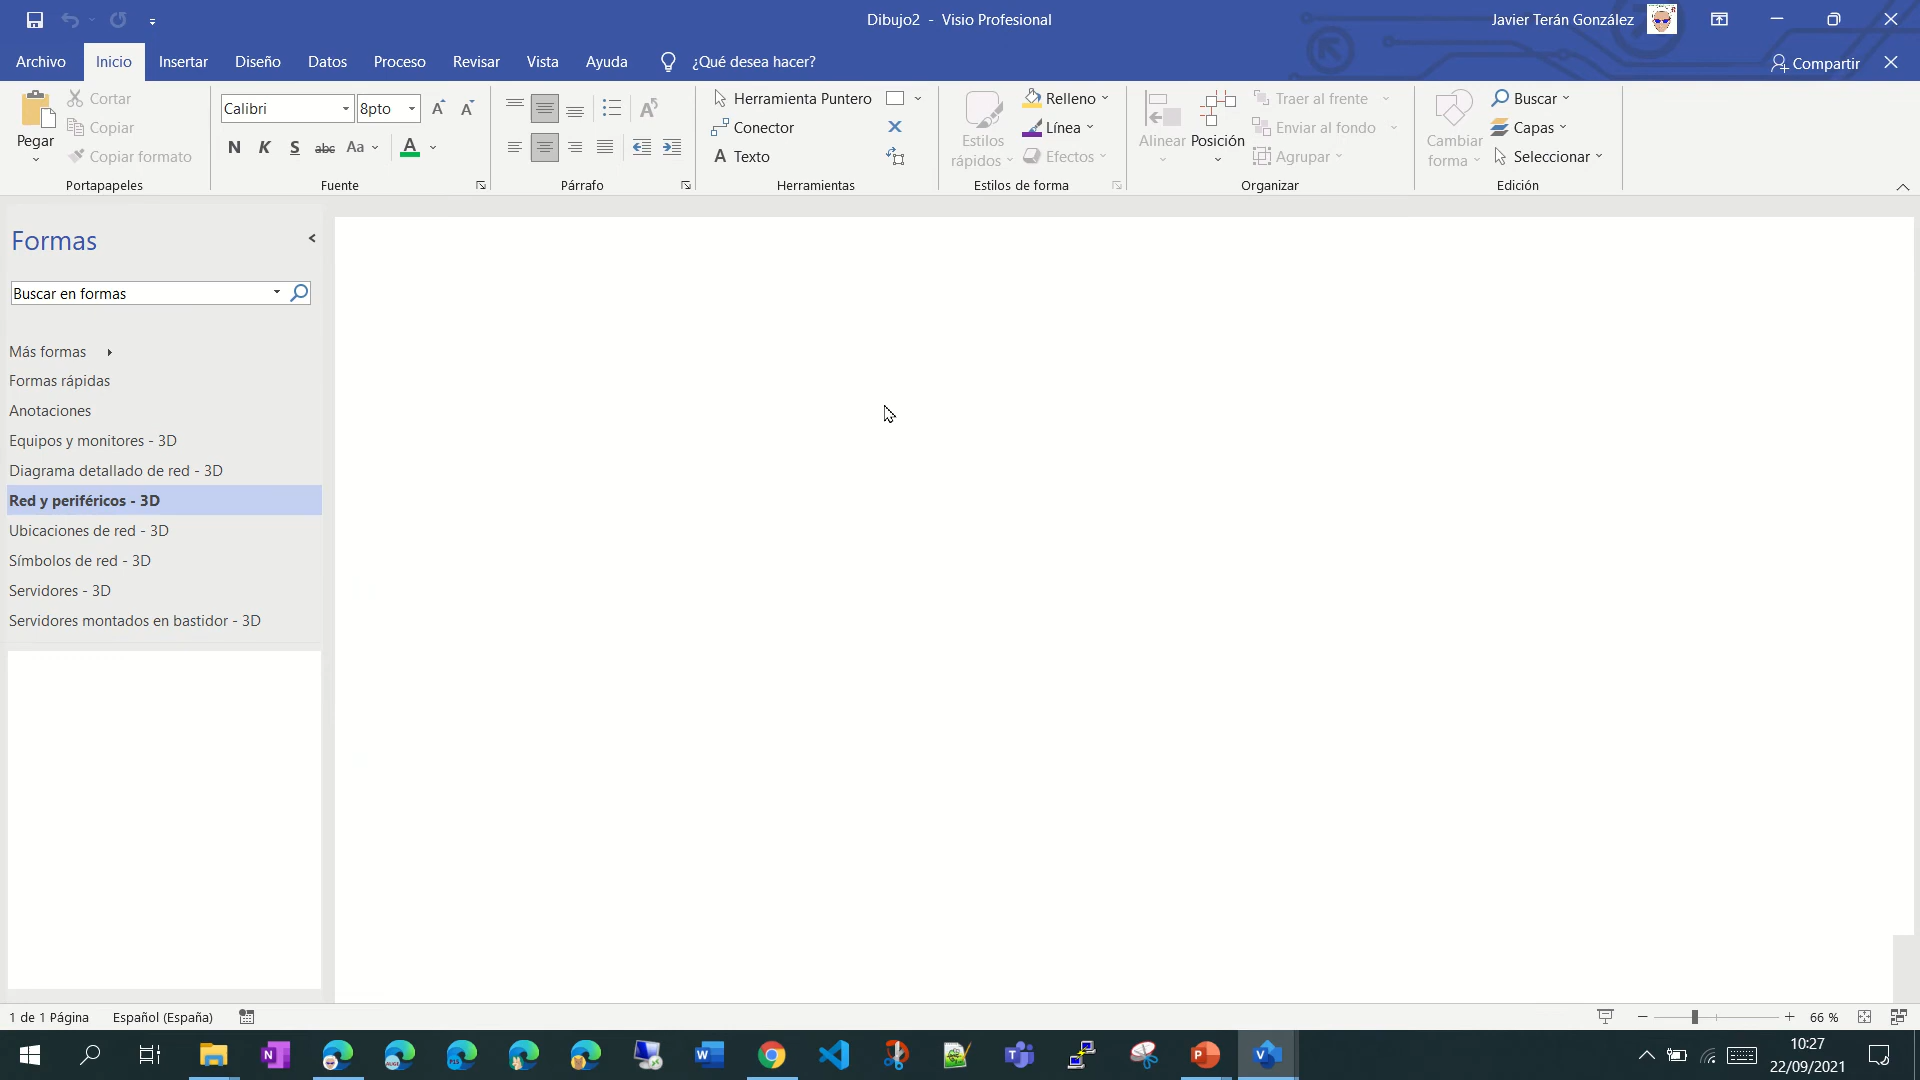 Dibujo2 - Visio Profesional
Javier Terán González
Archivo
Inicio
Insertar
Diseño
Datos
Proceso
Revisar
Vista
Ayuda
¿Qué desea hacer?
Compartir
Pegar
Cortar
Copiar
Copiar formato
Portapapeles
Calibri
8pto
N K S abc Aa A
Fuente
Párrafo
Herramienta Puntero
Conector
A Texto
Herramientas
Estilos
rápidos
Relleno
Línea
Efectos
Estilos de forma
Alinear
Posición
Traer al frente
Enviar al fondo
Agrupar
Organizar
Cambiar
forma
Buscar
Capas
Seleccionar
Edición
Formas
Buscar en formas
Más formas
Formas rápidas
Anotaciones
Equipos y monitores - 3D
Diagrama detallado de red - 3D
Red y periféricos - 3D
Ubicaciones de red - 3D
Símbolos de red - 3D
Servidores - 3D
Servidores montados en bastidor - 3D
1 de 1 Página
Español (España)
66 %
10:27
22/09/2021